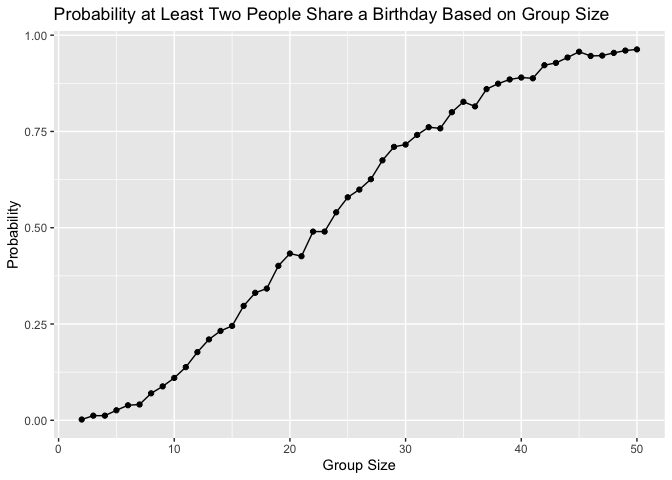 Probability at Least Two People Share a Birthday Based on Group Size
1.00
0.75
0.50
0.25
0.00
Probability
0 10 20 30 40 50
Group Size